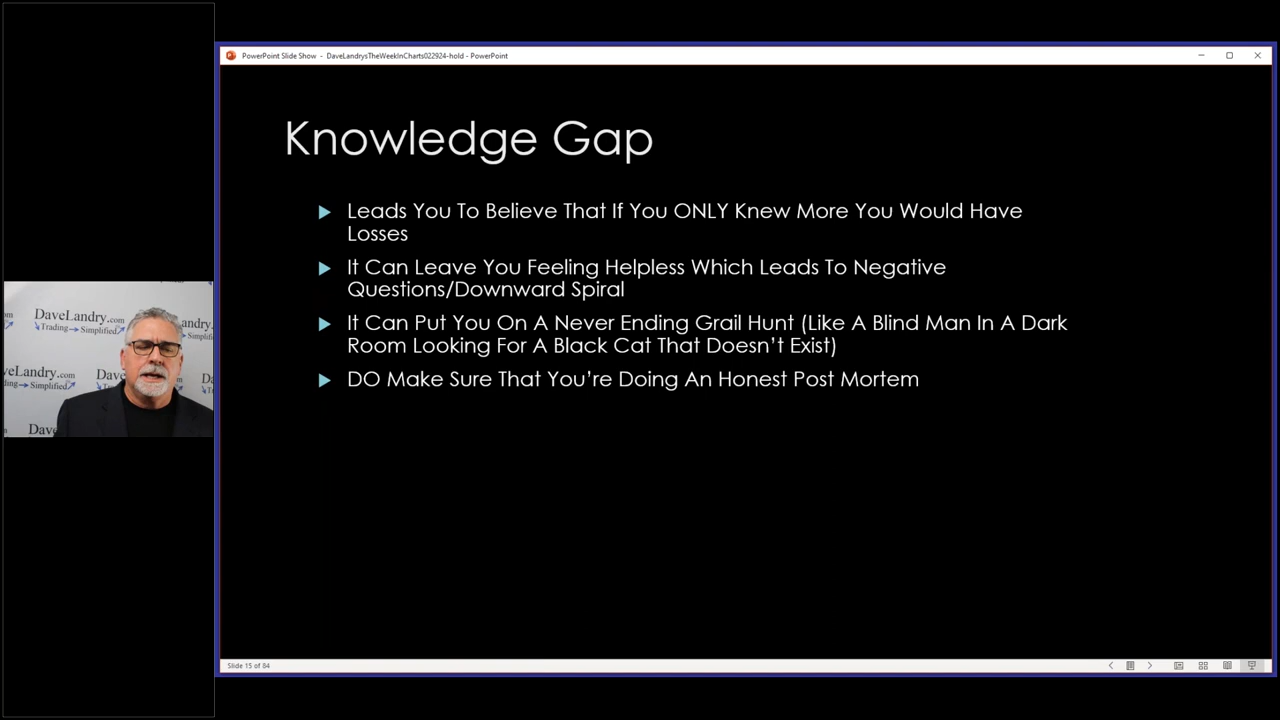 PowerPoint Slide Show - DaveLandrysTheWeekInCharts022924-hold - PowerPoint
Knowledge Gap
Leads You To Believe That If You ONLY Knew More You Would Have
Losses
It Can Leave You Feeling Helpless Which Leads To Negative
Questions/Downward Spiral
It Can Put You On A Never Ending Grail Hunt (Like A Blind Man In A Dark
Room Looking For A Black Cat That Doesn't Exist)
DO Make Sure That You're Doing An Honest Post Mortem
DaveLandry.com
Trading Simplified
Slide 15 of 84